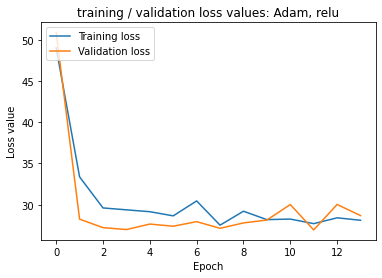 training / validation loss values: Adam, relu
Training loss
Validation loss
Loss value
50
45
40
35
30
0
2
4
6
8
10
12
Epoch